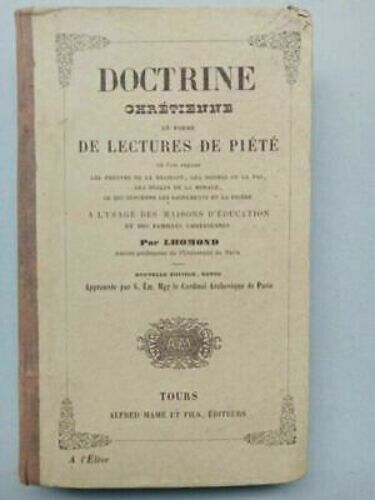 DOCTRINE
CHRÉTIENNE
EN FORME
DE LECTURES DE PIÉTÉ
OÙ L'ON EXPOSE
LES PREUVES DE LA RELIGION, LES DOGMES DE LA FOI,
LES RÈGLES DE LA MORALE,
CE QUI CONCERNE LES SACREMENTS ET LA PRIÈRE
A L'USAGE DES MAISONS D'ÉDUCATION
ET DES FAMILLES CHRÉTIENNES
Par LHOMOND
Ancien professeur de l'Université de Paris
NOUVELLE ÉDITION, REVUE
Approuvée par S. Ém. Mgr le Cardinal Archevêque de Paris
AM
TOURS
ALFRED MAME ET FILS, ÉDITEURS
A l'Élève